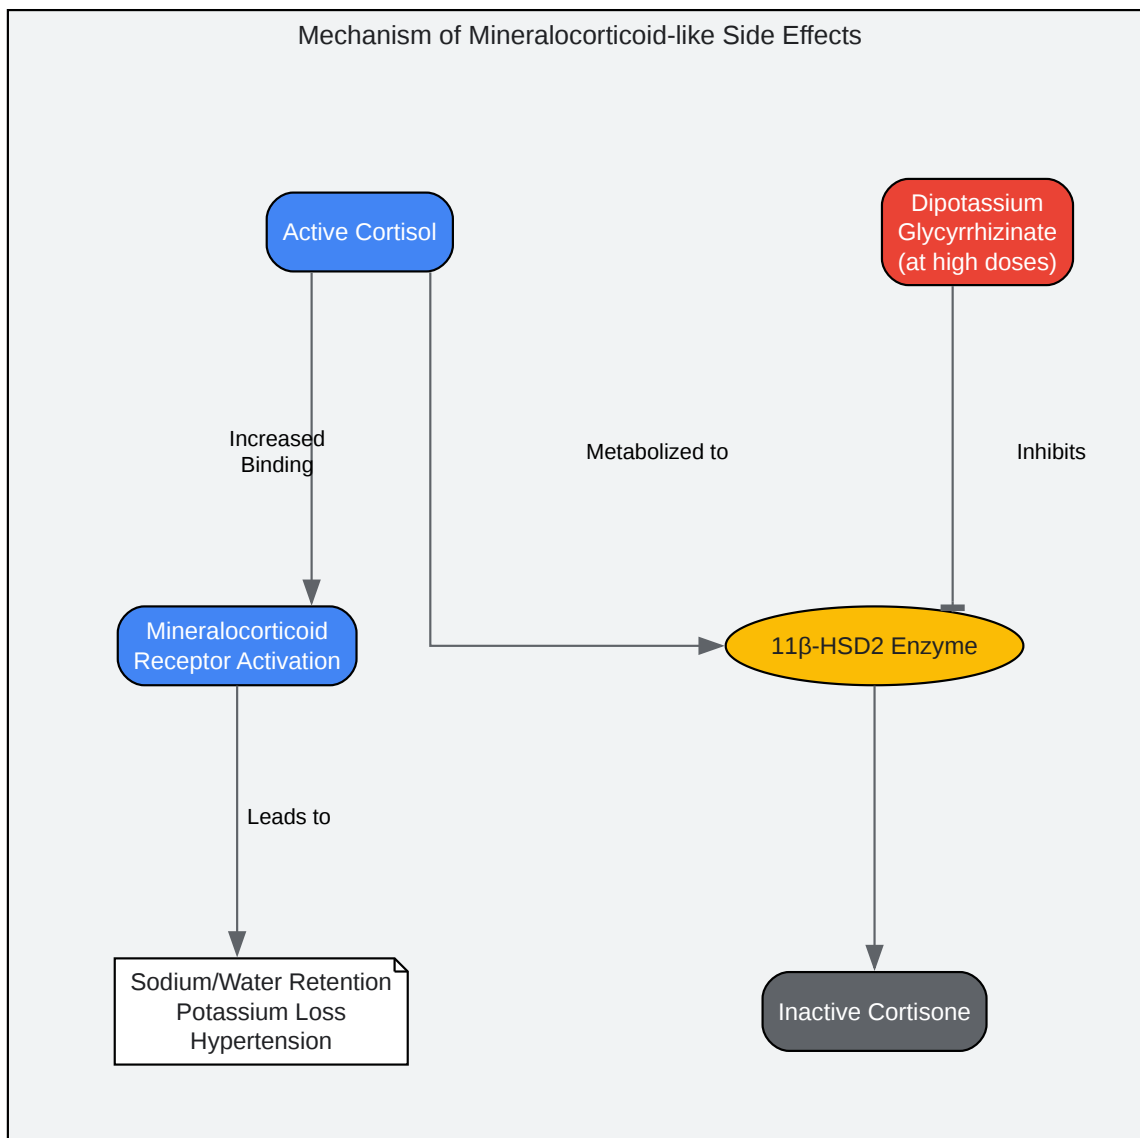 Mechanism of Mineralocorticoid-like Side Effects
Active Cortisol
Dipotassium
Glycyrrhizinate
(at high doses)
Increased
Binding
Metabolized to
Inhibits
Mineralocorticoid
Receptor Activation
11β-HSD2 Enzyme
Leads to
Sodium/Water Retention
Potassium Loss
Hypertension
Inactive Cortisone